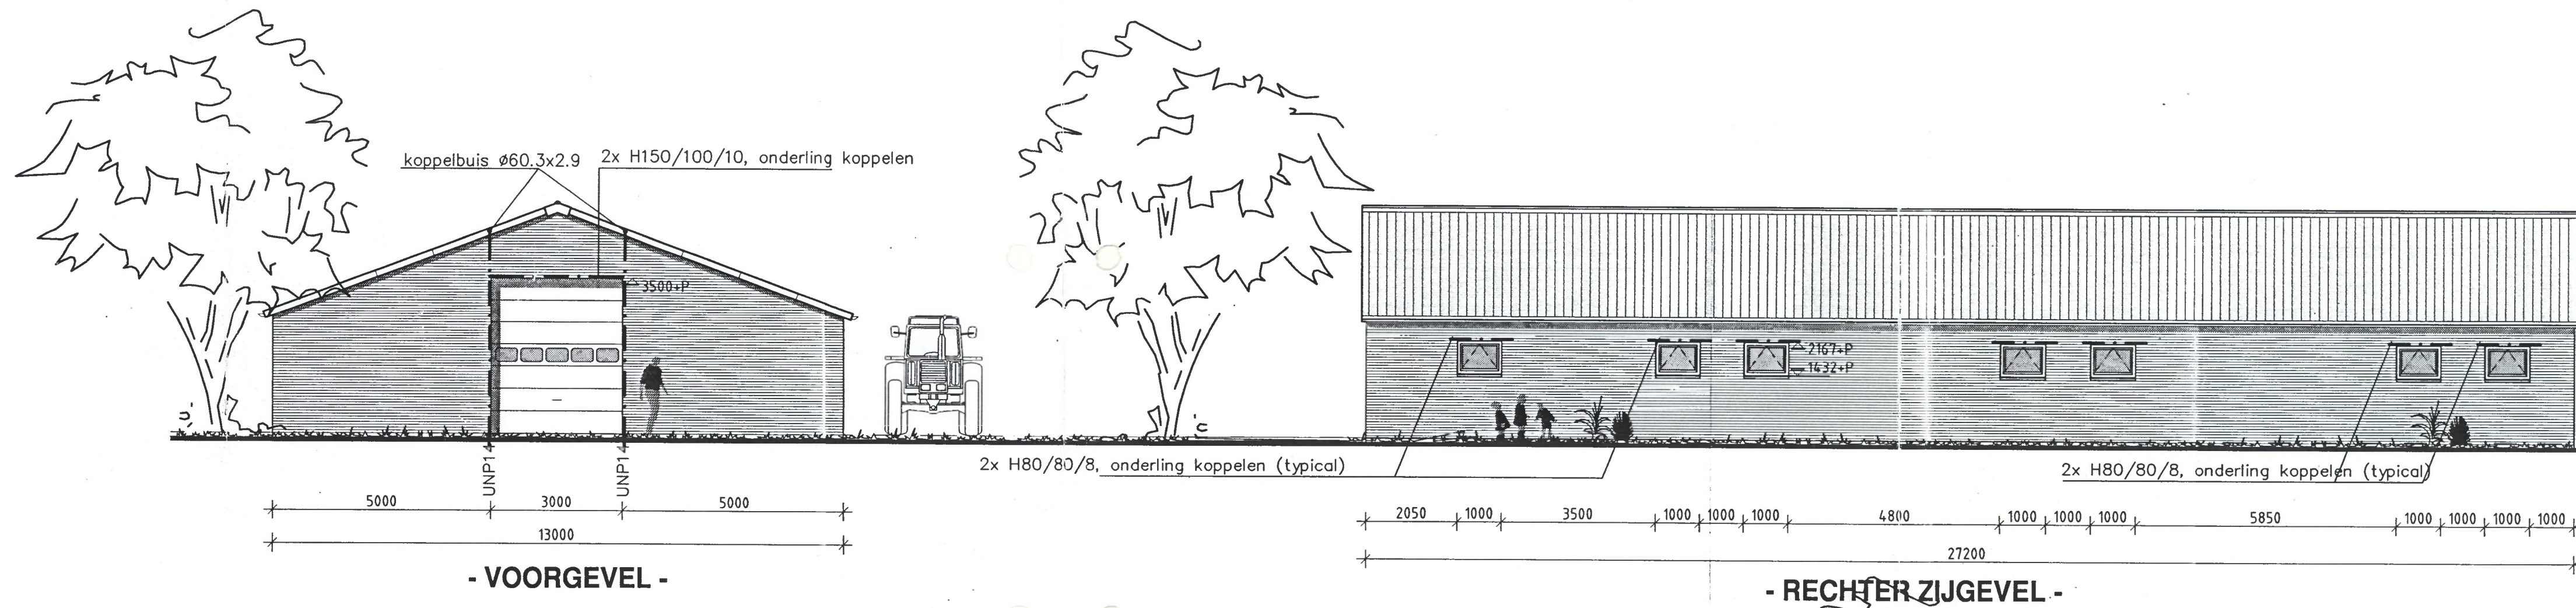 koppelbuis ø60.3x2.9
2x H150/100/10, onderling koppelen
3500+P
2167+P
1432+P
UNP14
UNP14
2x H80/80/8, onderling koppelen (typical)
2x H80/80/8, onderling koppelen (typical)
5000 3000 5000
13000
2050 1000 3500 1000 1000 1000 4800 1000 1000 1000 5850 1000 1000 1000 1000
27200
- VOORGEVEL -
- RECHTER ZIJGEVEL -